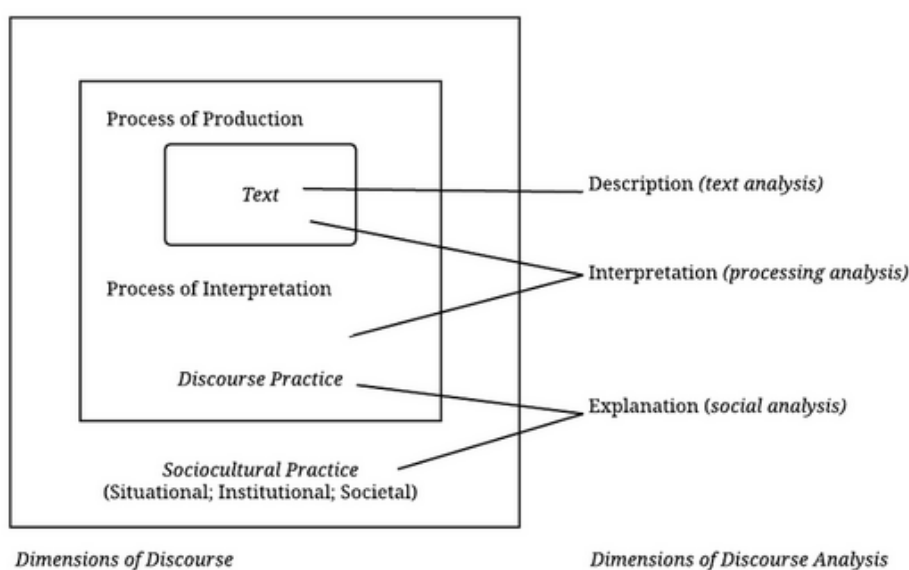 Process of Production
Text
Description (text analysis)
Interpretation (processing analysis)
Process of Interpretation
Discourse Practice
Explanation (social analysis)
Sociocultural Practice
(Situational; Institutional; Societal)
Dimensions of Discourse
Dimensions of Discourse Analysis